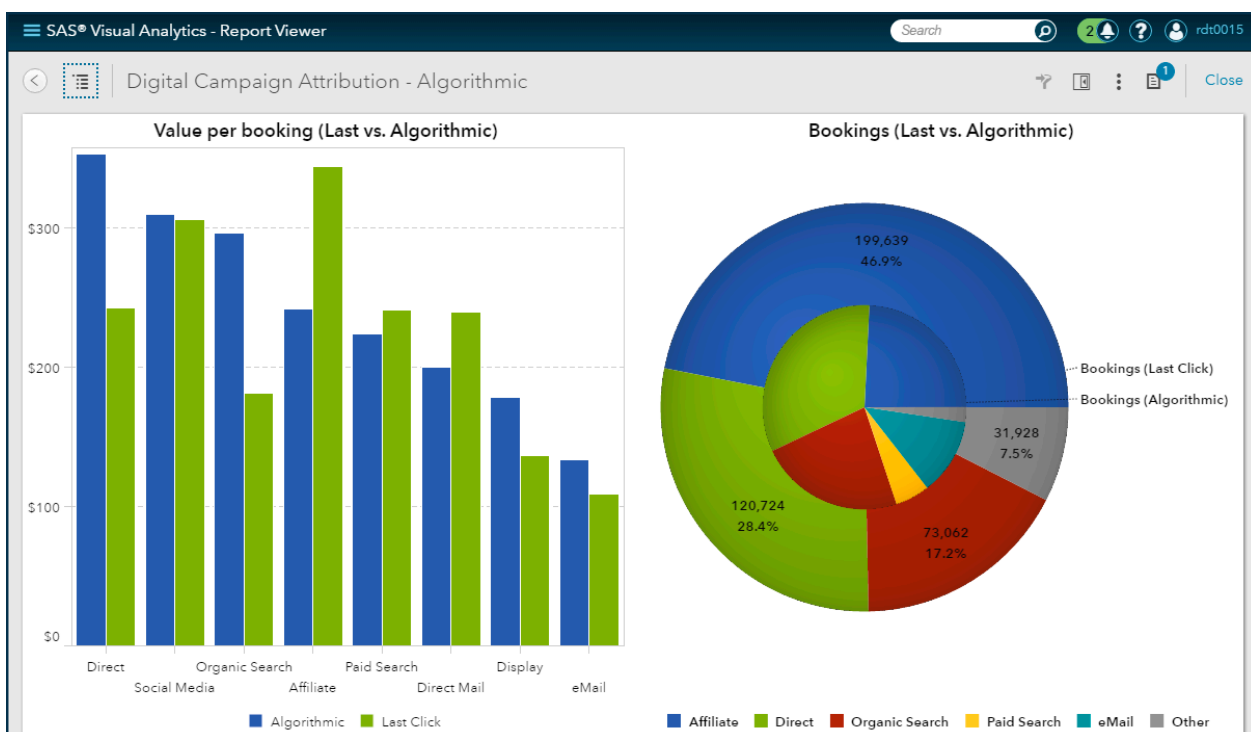 SAS® Visual Analytics - Report Viewer
Search
2
?
rdt0015
Digital Campaign Attribution - Algorithmic
1
Close
Value per booking (Last vs. Algorithmic)
$300
$200
$100
$0
Direct
Organic Search
Paid Search
Display
Social Media
Affiliate
Direct Mail
eMail
Algorithmic
Last Click
Bookings (Last vs. Algorithmic)
199,639
46.9%
Bookings (Last Click)
Bookings (Algorithmic)
31,928
7.5%
120,724
28.4%
73,062
17.2%
Affiliate
Direct
Organic Search
Paid Search
eMail
Other